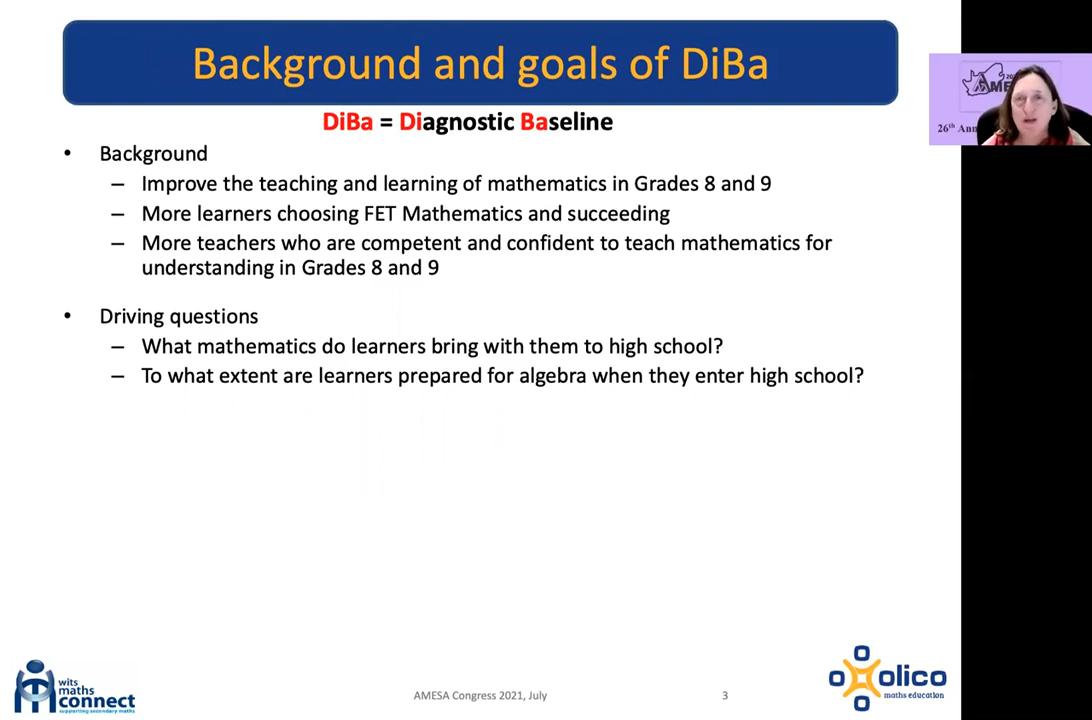 Background and goals of DiBa
DiBa = Diagnostic Baseline
• Background
– Improve the teaching and learning of mathematics in Grades 8 and 9
– More learners choosing FET Mathematics and succeeding
– More teachers who are competent and confident to teach mathematics for
understanding in Grades 8 and 9
• Driving questions
– What mathematics do learners bring with them to high school?
– To what extent are learners prepared for algebra when they enter high school?
26th Ann
wits
maths
connect
supporting secondary maths
AMESA Congress 2021, July
3
olico
maths education